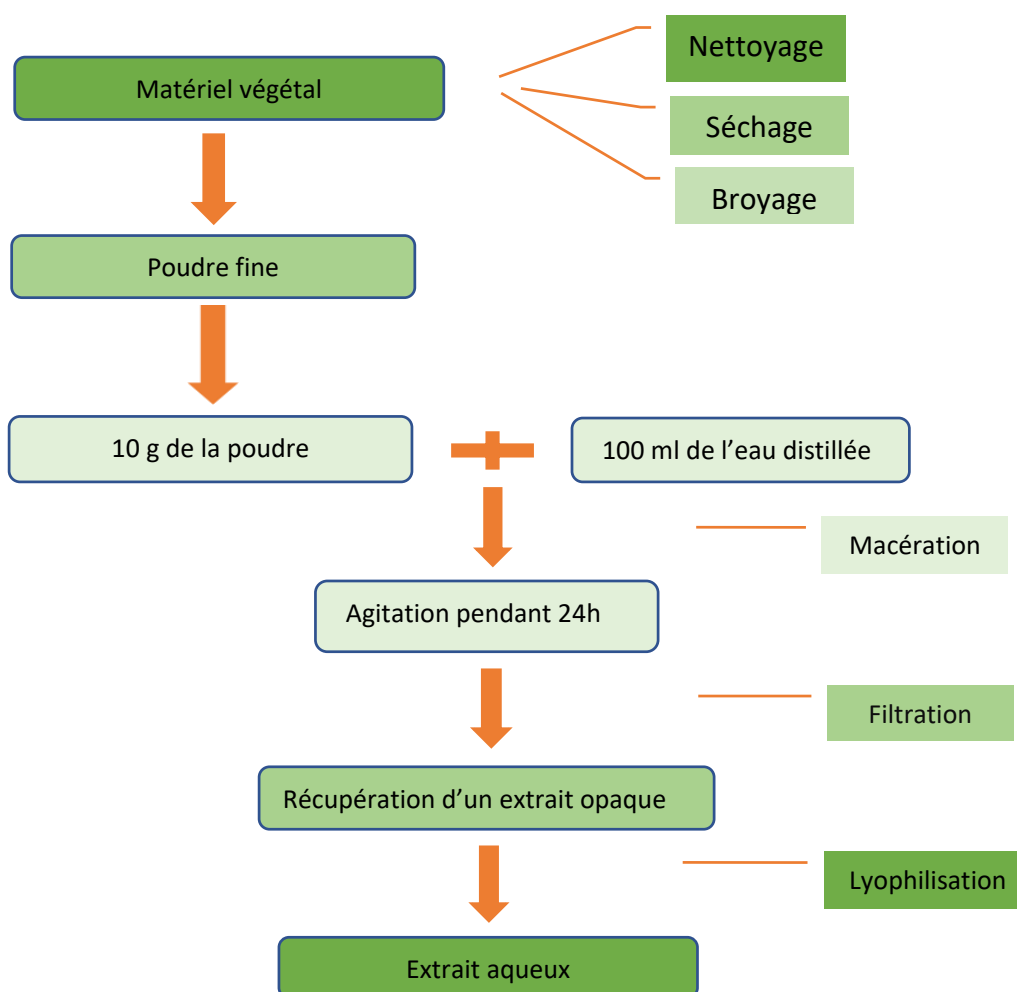 Nettoyage
Matériel végétal
Séchage
Broyage
Poudre fine
10 g de la poudre
100 ml de l’eau distillée
Macération
Agitation pendant 24h
Filtration
Récupération d’un extrait opaque
Lyophilisation
Extrait aqueux